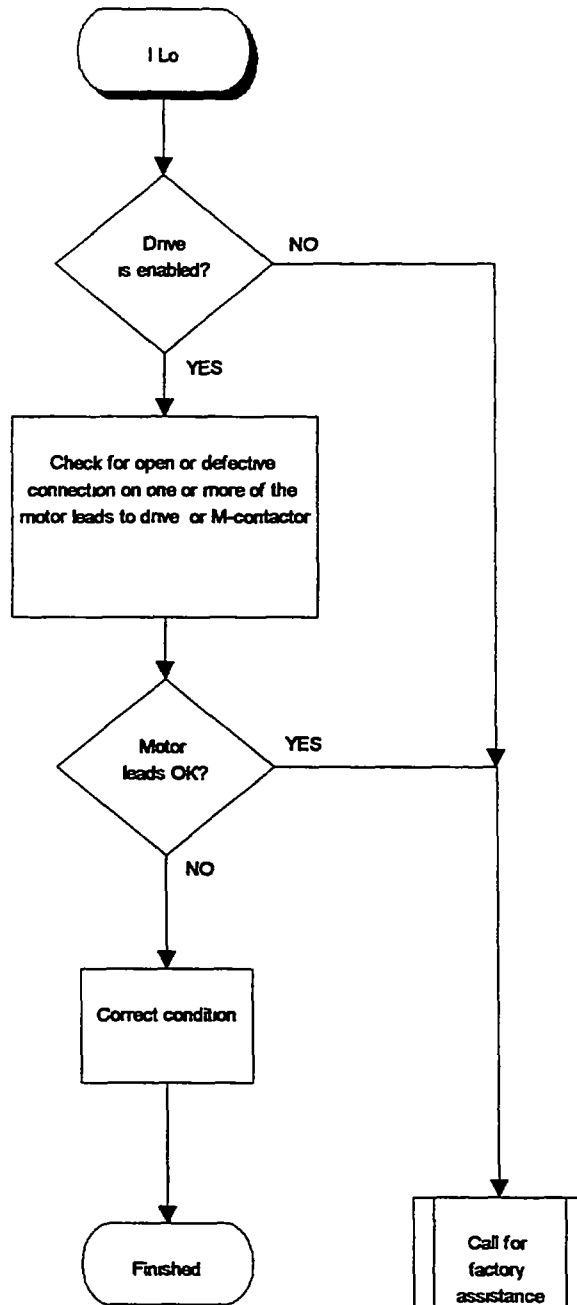 I Lo
Drive
is enabled?
NO
YES
Check for open or defective
connection on one or more of the
motor leads to drive or M-contactor
Motor
leads OK?
YES
NO
Correct condition
Finished
Call for
factory
assistance